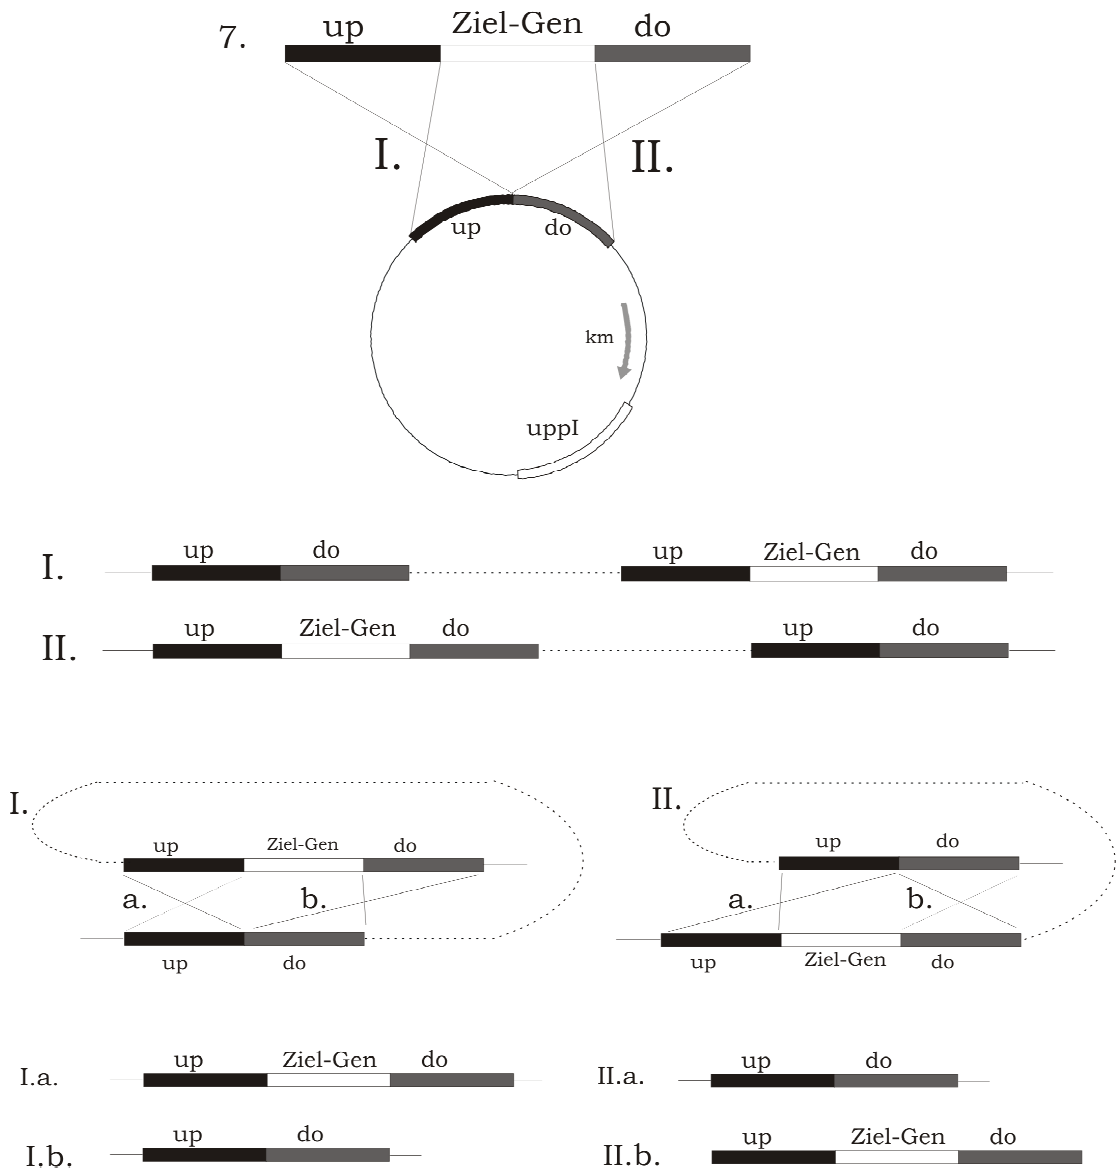 7.
up Ziel-Gen do
I. II.
up do
km
uppI
I. up do up Ziel-Gen do
II. up Ziel-Gen do up do
I.
up Ziel-Gen do
a. b.
up do
II.
up do
a. b.
up Ziel-Gen do
I.a. up Ziel-Gen do
II.a. up do
I.b. up do
II.b. up Ziel-Gen do